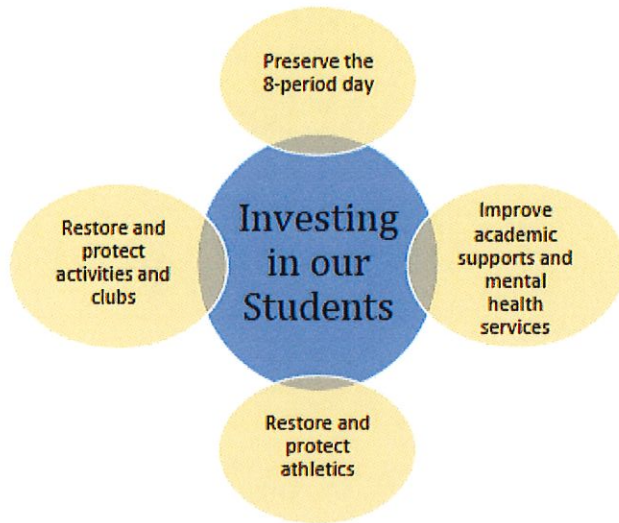 Preserve the
8-period day
Investing
in our
Students
Restore and
protect
activities and
clubs
Improve
academic
supports and
mental
health
services
Restore and
protect
athletics